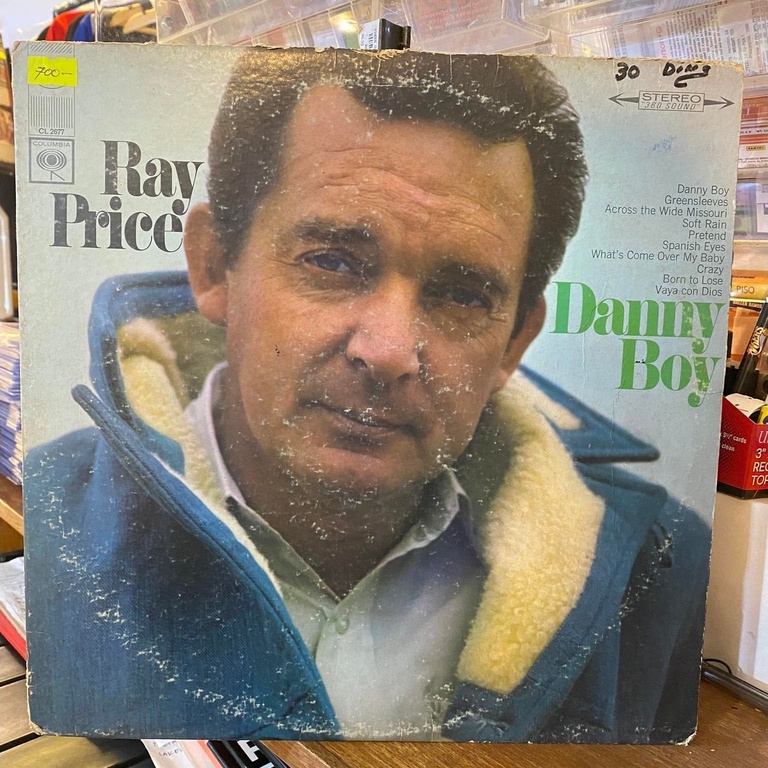 700-
CL 2677
COLUMBIA
Ray
Price
30
STEREO
360 SOUND
Danny Boy
Greensleeves
Across the Wide Missouri
Soft Rain
Pretend
Spanish Eyes
What's Come Over My Baby
Crazy
Born to Lose
Vaya con Dios
Danny
Boy
3"